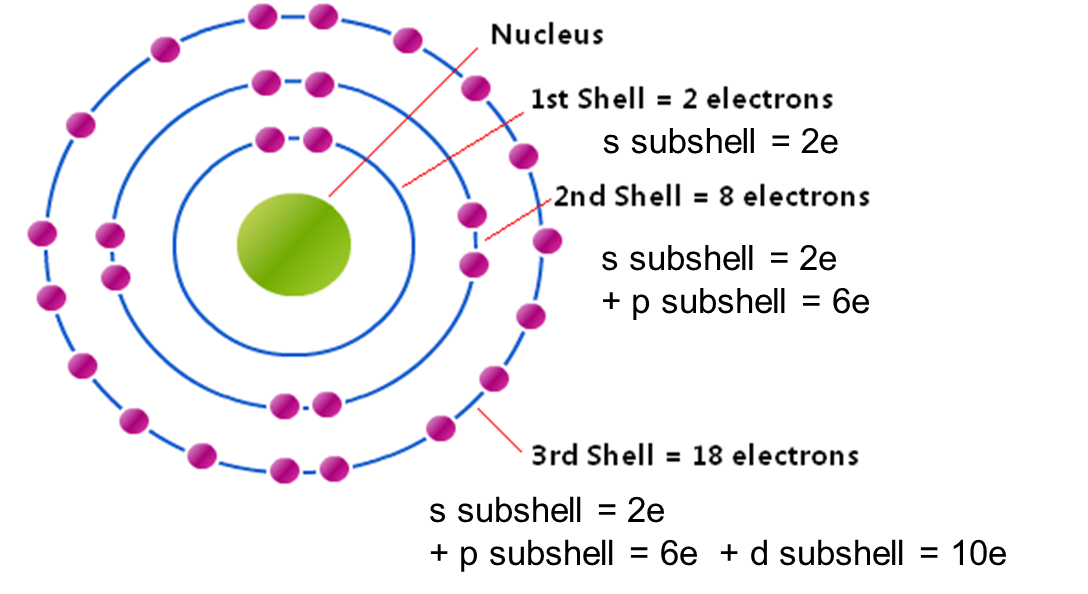 Nucleus
1st Shell = 2 electrons
s subshell = 2e
2nd Shell = 8 electrons
s subshell = 2e
+ p subshell = 6e
3rd Shell = 18 electrons
s subshell = 2e
+ p subshell = 6e + d subshell = 10e